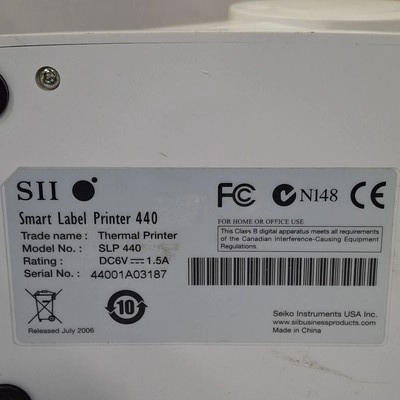 SII
FC N148 CE
Smart Label Printer 440
Trade name : Thermal Printer
Model No. : SLP 440
Rating : DC6V⎓1.5A
Serial No. : 44001A03187
FOR HOME OR OFFICE USE
This Class B digital apparatus meets all requirements
of the Canadian Interference-Causing Equipment
Regulations.
Released July 2006
10
Seiko Instruments USA Inc.
www.siibusinessproducts.com
Made in China